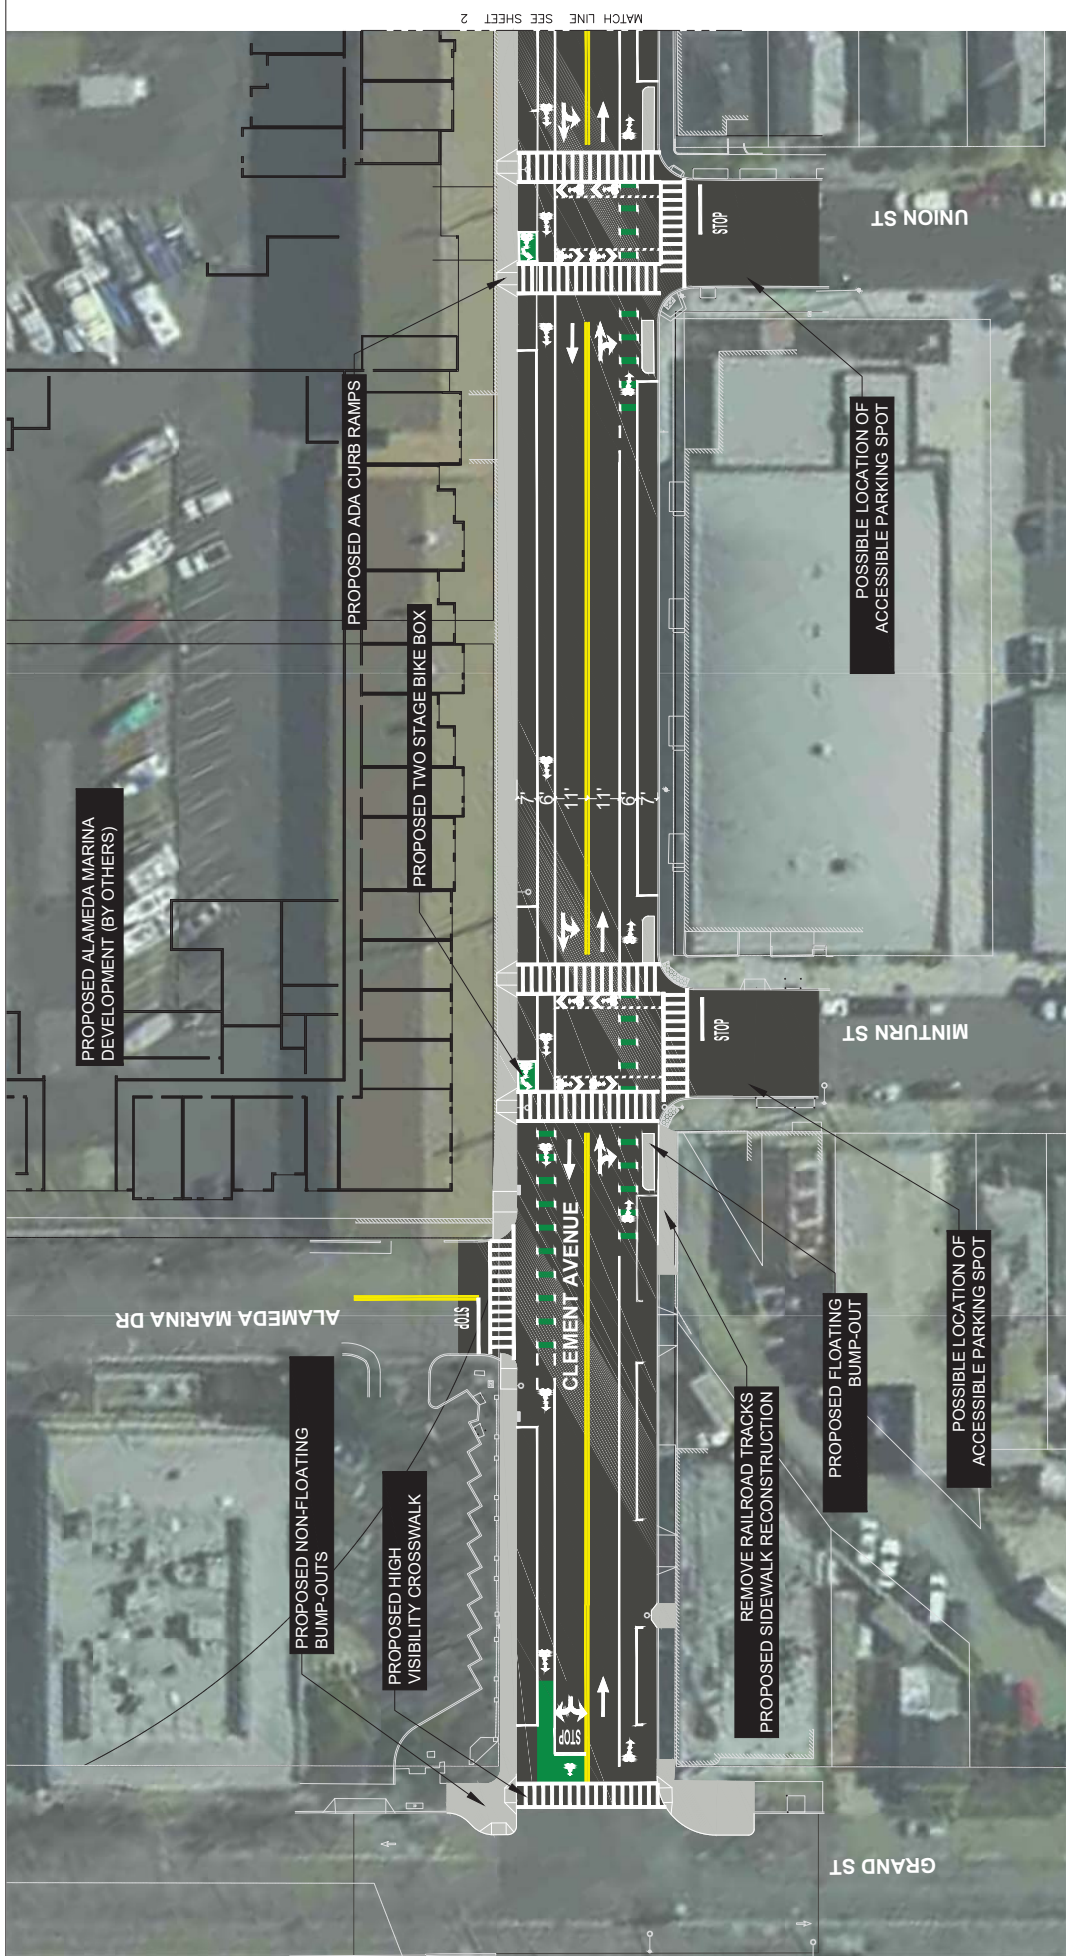 MATCH LINE SEE SHEET 2
UNION ST
STOP
PROPOSED ADA CURB RAMPS
POSSIBLE LOCATION OF
ACCESSIBLE PARKING SPOT
PROPOSED TWO STAGE BIKE BOX
PROPOSED ALAMEDA MARINA
DEVELOPMENT (BY OTHERS)
7'
6'
11'
11'
6'
7'
MINTURN ST
STOP
CLEMENT AVENUE
ALAMEDA MARINA DR
STOP
POSSIBLE LOCATION OF
ACCESSIBLE PARKING SPOT
PROPOSED FLOATING
BUMP-OUT
REMOVE RAILROAD TRACKS
PROPOSED SIDEWALK RECONSTRUCTION
PROPOSED NON-FLOATING
BUMP-OUTS
PROPOSED HIGH
VISIBILITY CROSSWALK
STOP
GRAND ST